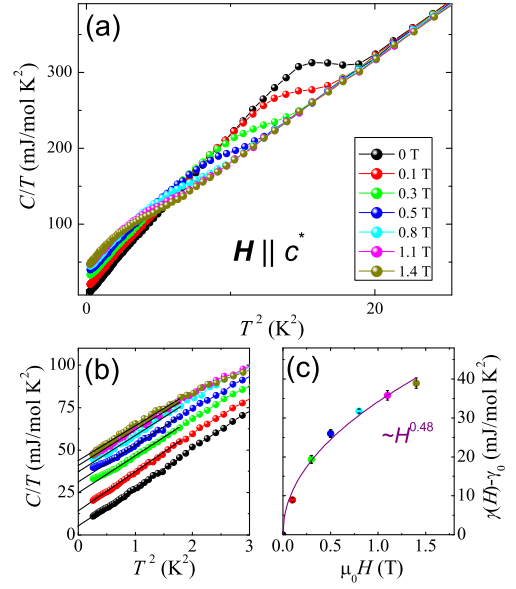 (a)
C/T (mJ/mol K²)
300
200
100
0 T
0.1 T
0.3 T
0.5 T
0.8 T
1.1 T
1.4 T
H || c*
0
20
T² (K²)
(b)
C/T (mJ/mol K²)
100
75
50
25
0
0
1
2
3
T² (K²)
(c)
~H^0.48
γ(H)-γ₀ (mJ/mol K²)
40
30
20
10
0
0.0
0.5
1.0
1.5
μ₀H (T)